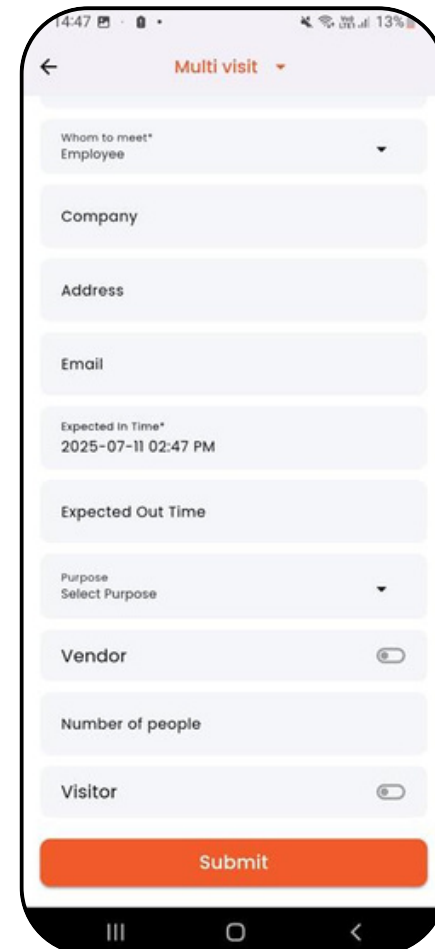 14:47
13%
Multi visit
Whom to meet*
Employee
Company
Address
Email
Expected In Time*
2025-07-11 02:47 PM
Expected Out Time
Purpose
Select Purpose
Vendor
Number of people
Visitor
Submit